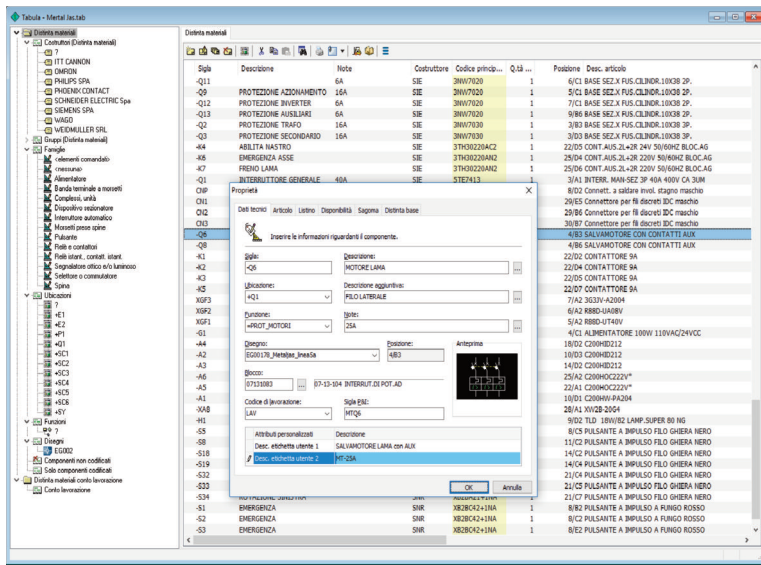 Tabula - Mertal Jas.tab
Distinta materiali
Costruttori (Distinta materiali)
?
ITT CANNON
OMRON
PHILIPS SPA
PHOENIX CONTACT
SCHNEIDER ELECTRIC Spa
SIEMENS SPA
WAGO
WEIDMULLER SRL
Gruppi (Distinta materiali)
Famiglie
<elementi comandati>
<nessuna>
Alimentatore
Banda terminale a morsetti
Complessi, unità
Dispositivo sezionatore
Interruttore automatico
Morsetti prese spine
Pulsante
Relè e contattori
Relè istant., contatt. istant.
Segnalatore ottico e/o luminoso
Selettore o commutatore
Spina
Ubicazioni
?
+E1
+E2
+P1
+Q1
+SC1
+SC2
+SC3
+SC4
+SC5
+SC6
+SY
Funzioni
?
Disegni
EG002
Componenti non codificati
Solo componenti codificati
Distinta materiali conto lavorazione
Conto lavorazione
Distinta materiali
Sigla Descrizione Note Costruttore Codice princip... Q.tà ... Posizione Desc. articolo
-Q11 6A SIE 3NW7020 1 6/C1 BASE SEZ.X FUS.CILINDR.10X38 2P.
-Q9 PROTEZIONE AZIONAMENTO 16A SIE 3NW7020 1 5/C1 BASE SEZ.X FUS.CILINDR.10X38 2P.
-Q12 PROTEZIONE INVERTER 6A SIE 3NW7020 1 7/C1 BASE SEZ.X FUS.CILINDR.10X38 2P.
-Q13 PROTEZIONE AUSILIARI 6A SIE 3NW7020 1 9/B6 BASE SEZ.X FUS.CILINDR.10X38 2P.
-Q2 PROTEZIONE TRAFO 16A SIE 3NW7030 1 3/B3 BASE SEZ.X FUS.CILINDR.10X38 3P.
-Q3 PROTEZIONE SECONDARIO 16A SIE 3NW7030 1 3/D3 BASE SEZ.X FUS.CILINDR.10X38 3P.
-K4 ABILITA NASTRO SIE 3TH30220AC2 1 22/D5 CONT.AUS.2L+2R 24V 50/60HZ BLOC.AG
-K6 EMERGENZA ASSE SIE 3TH30220AN2 1 25/D4 CONT.AUS.2L+2R 220V 50/60HZ BLOC.AG
-K7 FRENO LAMA SIE 3TH30220AN2 1 25/D6 CONT.AUS.2L+2R 220V 50/60HZ BLOC.AG
-Q1 INTERRUTTORE GENERALE 40A SIE 5TE7413 1 3/A1 INTERR. MAN-SEZ 3P 40A 400V CA 3UM
CNP 8/D2 Connett. a saldare invol. stagno maschio
CN1 29/E5 Connettore per fili discreti IDC maschio
CN2 29/B6 Connettore per fili discreti IDC maschio
CN3 30/B7 Connettore per fili discreti IDC maschio
-Q6 4/B3 SALVAMOTORE CON CONTATTI AUX
-Q8 4/B6 SALVAMOTORE CON CONTATTI AUX
-K1 22/D2 CONTATTORE 9A
-K2 22/D4 CONTATTORE 9A
-K3 22/D5 CONTATTORE 9A
-K5 22/D7 CONTATTORE 9A
XGF3 7/A2 3G3JV-A2004
XGF2 6/A2 R88D-UA08V
XGF1 5/A2 R88D-UT40V
-G1 4/C1 ALIMENTATORE 100W 110VAC/24VCC
-A4 18/D2 C200HID212
-A2 10/D3 C200HID212
-A3 14/D2 C200HID212
-A6 25/A2 C200HOC222V*
-A5 22/A1 C200HOC222V*
-A1 10/D1 C200HW-PA204
-XA8 28/A1 XW2B-20G4
-H1 9/D2 TLD 18W/82 LAMP.SUPER 80 NG
-S5 8/C5 PULSANTE A IMPULSO FILO GHIERA NERO
-S8 11/C2 PULSANTE A IMPULSO FILO GHIERA NERO
-S18 14/C2 PULSANTE A IMPULSO FILO GHIERA NERO
-S19 14/C4 PULSANTE A IMPULSO FILO GHIERA NERO
-S32 21/C4 PULSANTE A IMPULSO FILO GHIERA NERO
-S33 21/C5 PULSANTE A IMPULSO FILO GHIERA NERO
-S34 ROTAZIONE SINISTRA SNR XB2BA21+1NA 1 21/C7 PULSANTE A IMPULSO FILO GHIERA NERO
-S1 EMERGENZA SNR XB2BC42+1NA 1 8/B2 PULSANTE A IMPULSO A FUNGO ROSSO
-S2 EMERGENZA SNR XB2BC42+1NA 1 8/C2 PULSANTE A IMPULSO A FUNGO ROSSO
-S3 EMERGENZA SNR XB2BC42+1NA 1 8/E2 PULSANTE A IMPULSO A FUNGO ROSSO
Proprietà
Dati tecnici Articolo Listino Disponibilità Sagoma Distinta base
Inserire le informazioni riguardanti il componente.
Sigla: Descrizione:
-Q6 MOTORE LAMA ...
Ubicazione: Descrizione aggiuntiva:
+Q1 FILO LATERALE ...
Funzione: Note:
=PROT_MOTORI 25A ...
Disegno: Posizione: Anteprima
EG00178_Metaljas_lineaSa 4/B3
Blocco:
07131083 ... 07-13-104 INTERRUT.DI POT.AD
Codice di lavorazione: Sigla P&I:
LAV MTQ6
Attributi personalizzati Descrizione
Desc. etichetta utente 1 SALVAMOTORE LAMA con AUX
Desc. etichetta utente 2 MT-25A
OK Annulla